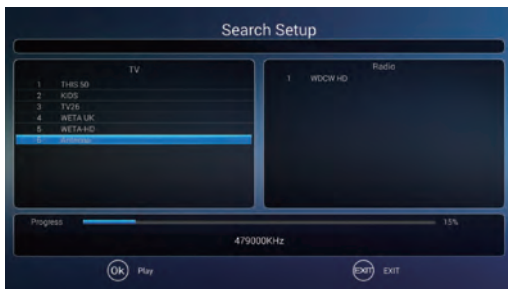 Search Setup
TV
1 THIS 50
2 KIDS
3 TV26
4 WETA UK
5 WETA-HD
6 Antenna
Radio
1 WDCW HD
Progress 15%
479000KHz
Ok Play
EXIT EXIT